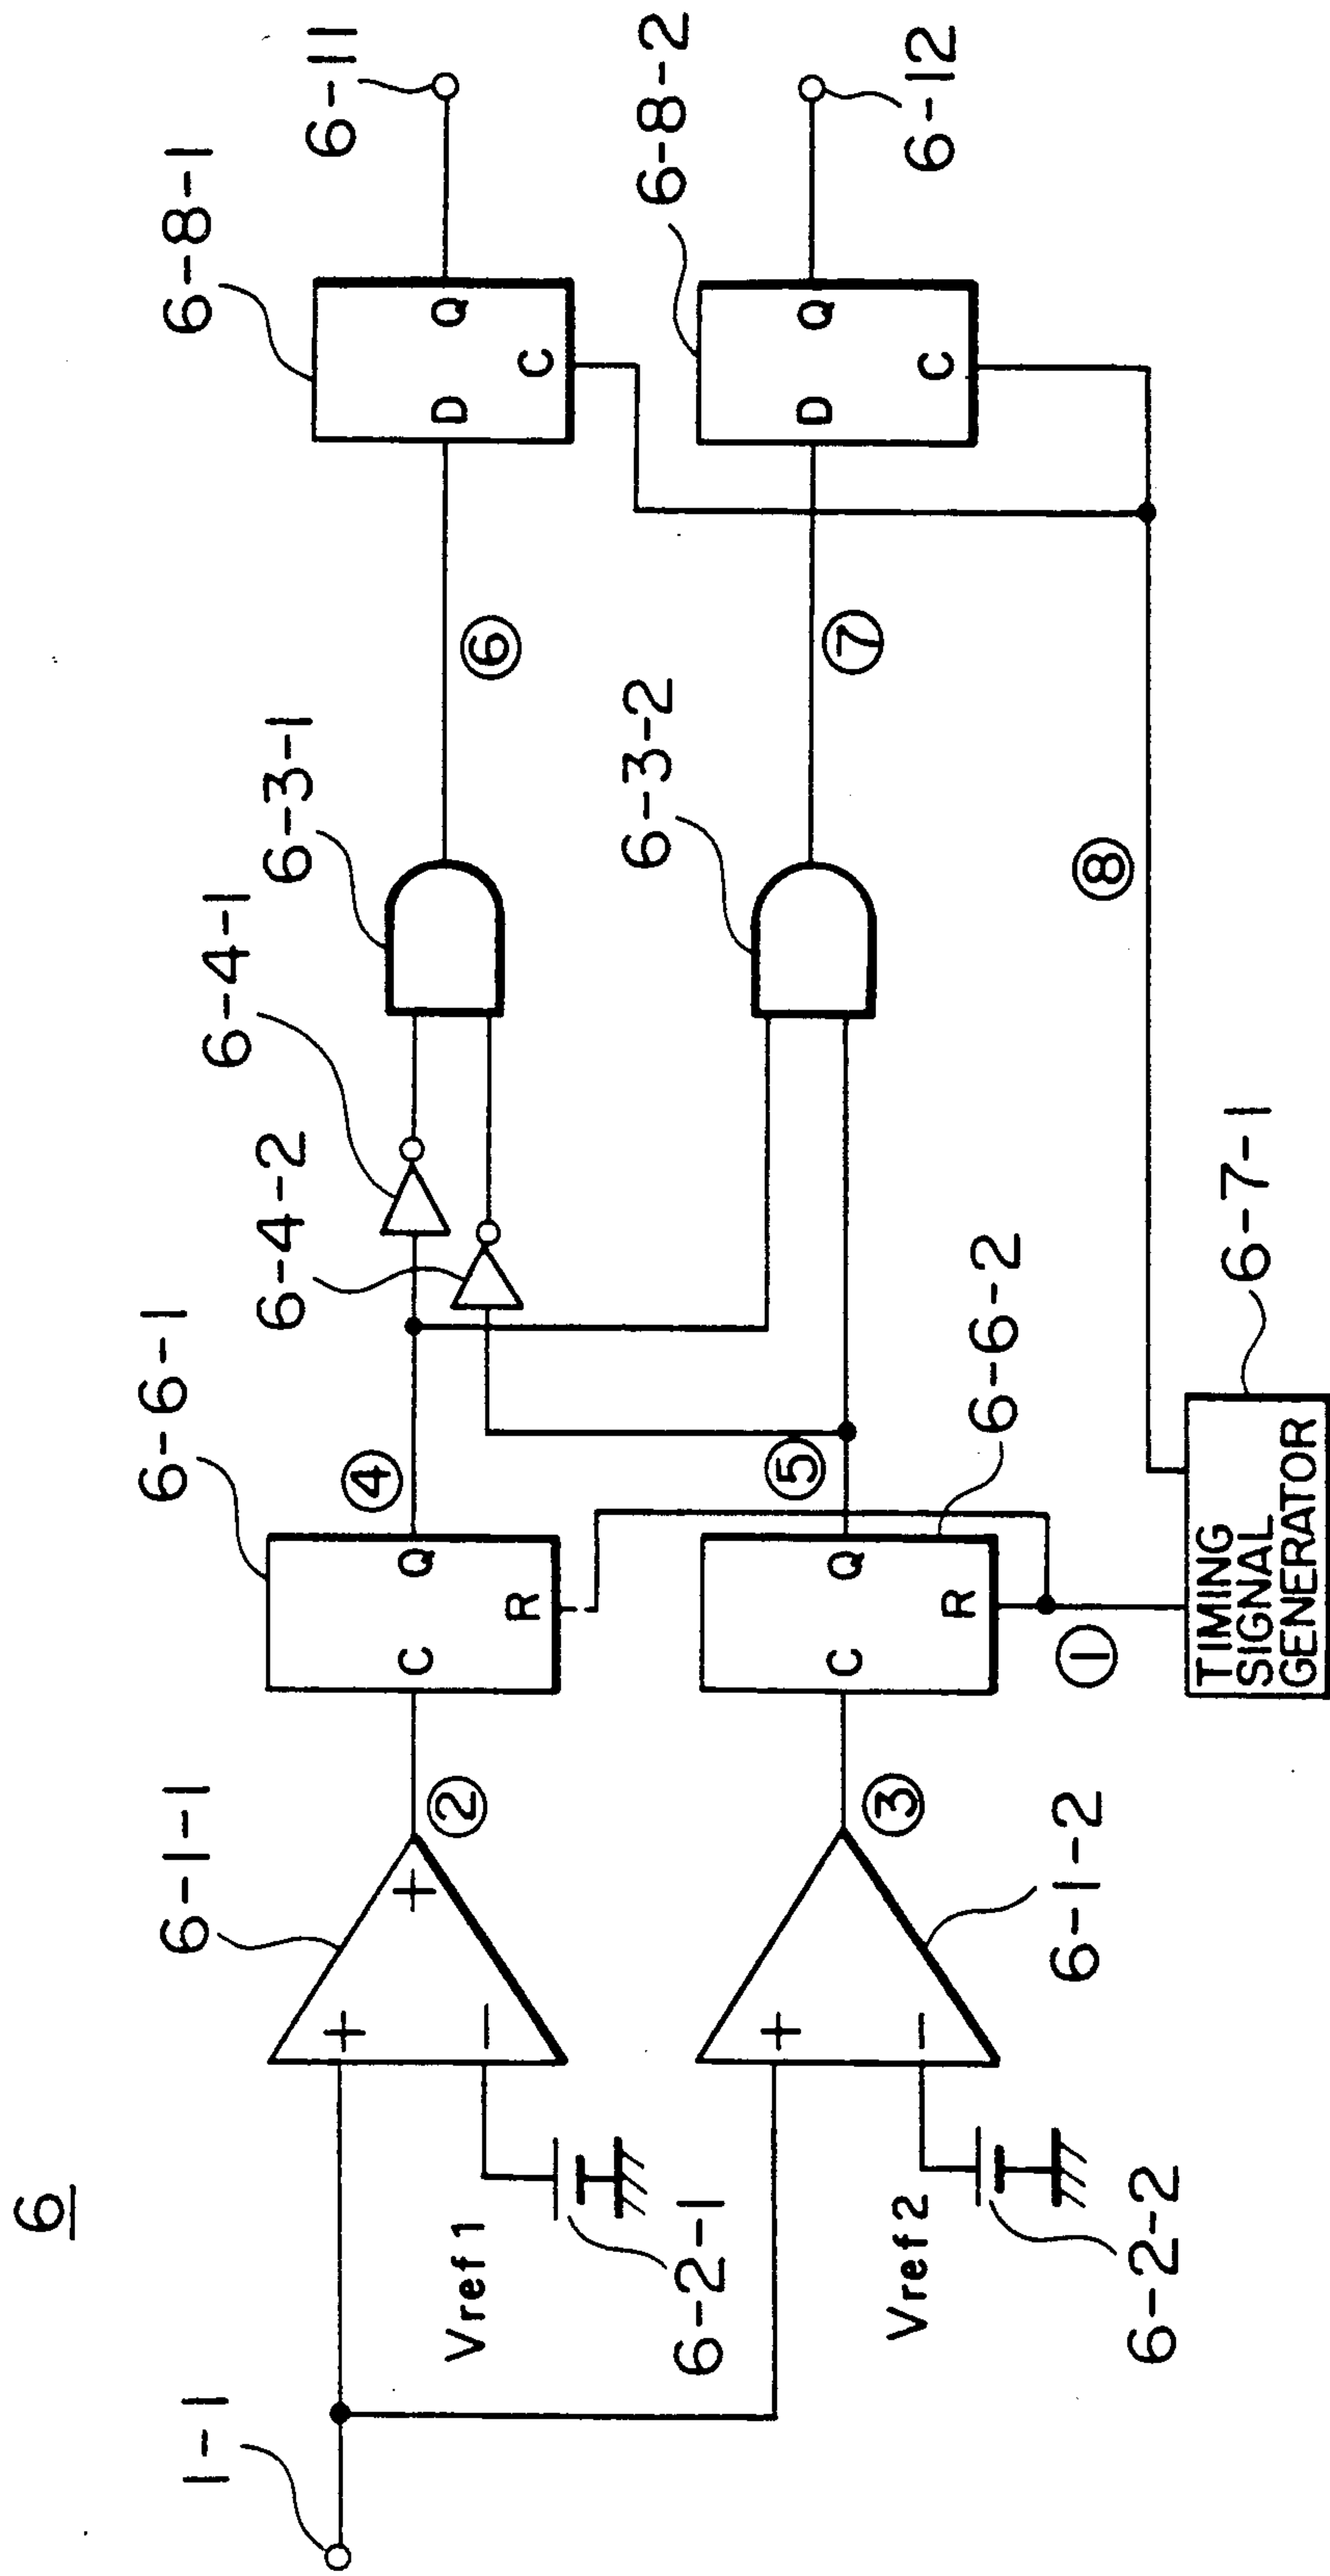 6
1-1
6-1-1
6-6-1
6-4-2
6-4-1
6-3-1
6-8-1
6-11
+
+
−
②
C
Q
R
④
⑥
D
Q
C
Vref1
6-2-1
6-3-2
6-8-2
+
−
③
C
Q
R
⑤
⑦
D
Q
C
6-12
Vref2
6-2-2
6-1-2
6-6-2
①
⑧
TIMING
SIGNAL
GENERATOR
6-7-1